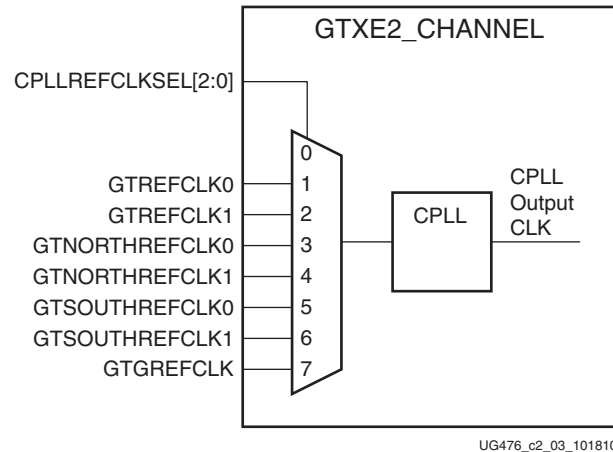 GTXE2_CHANNEL
CPLLREFCLKSEL[2:0]
0
GTREFCLK0 1
GTREFCLK1 2
GTNORTHREFCLK0 3
GTNORTHREFCLK1 4
GTSOUTHREFCLK0 5
GTSOUTHREFCLK1 6
GTGREFCLK 7
CPLL
CPLL
Output
CLK
UG476_c2_03_101810